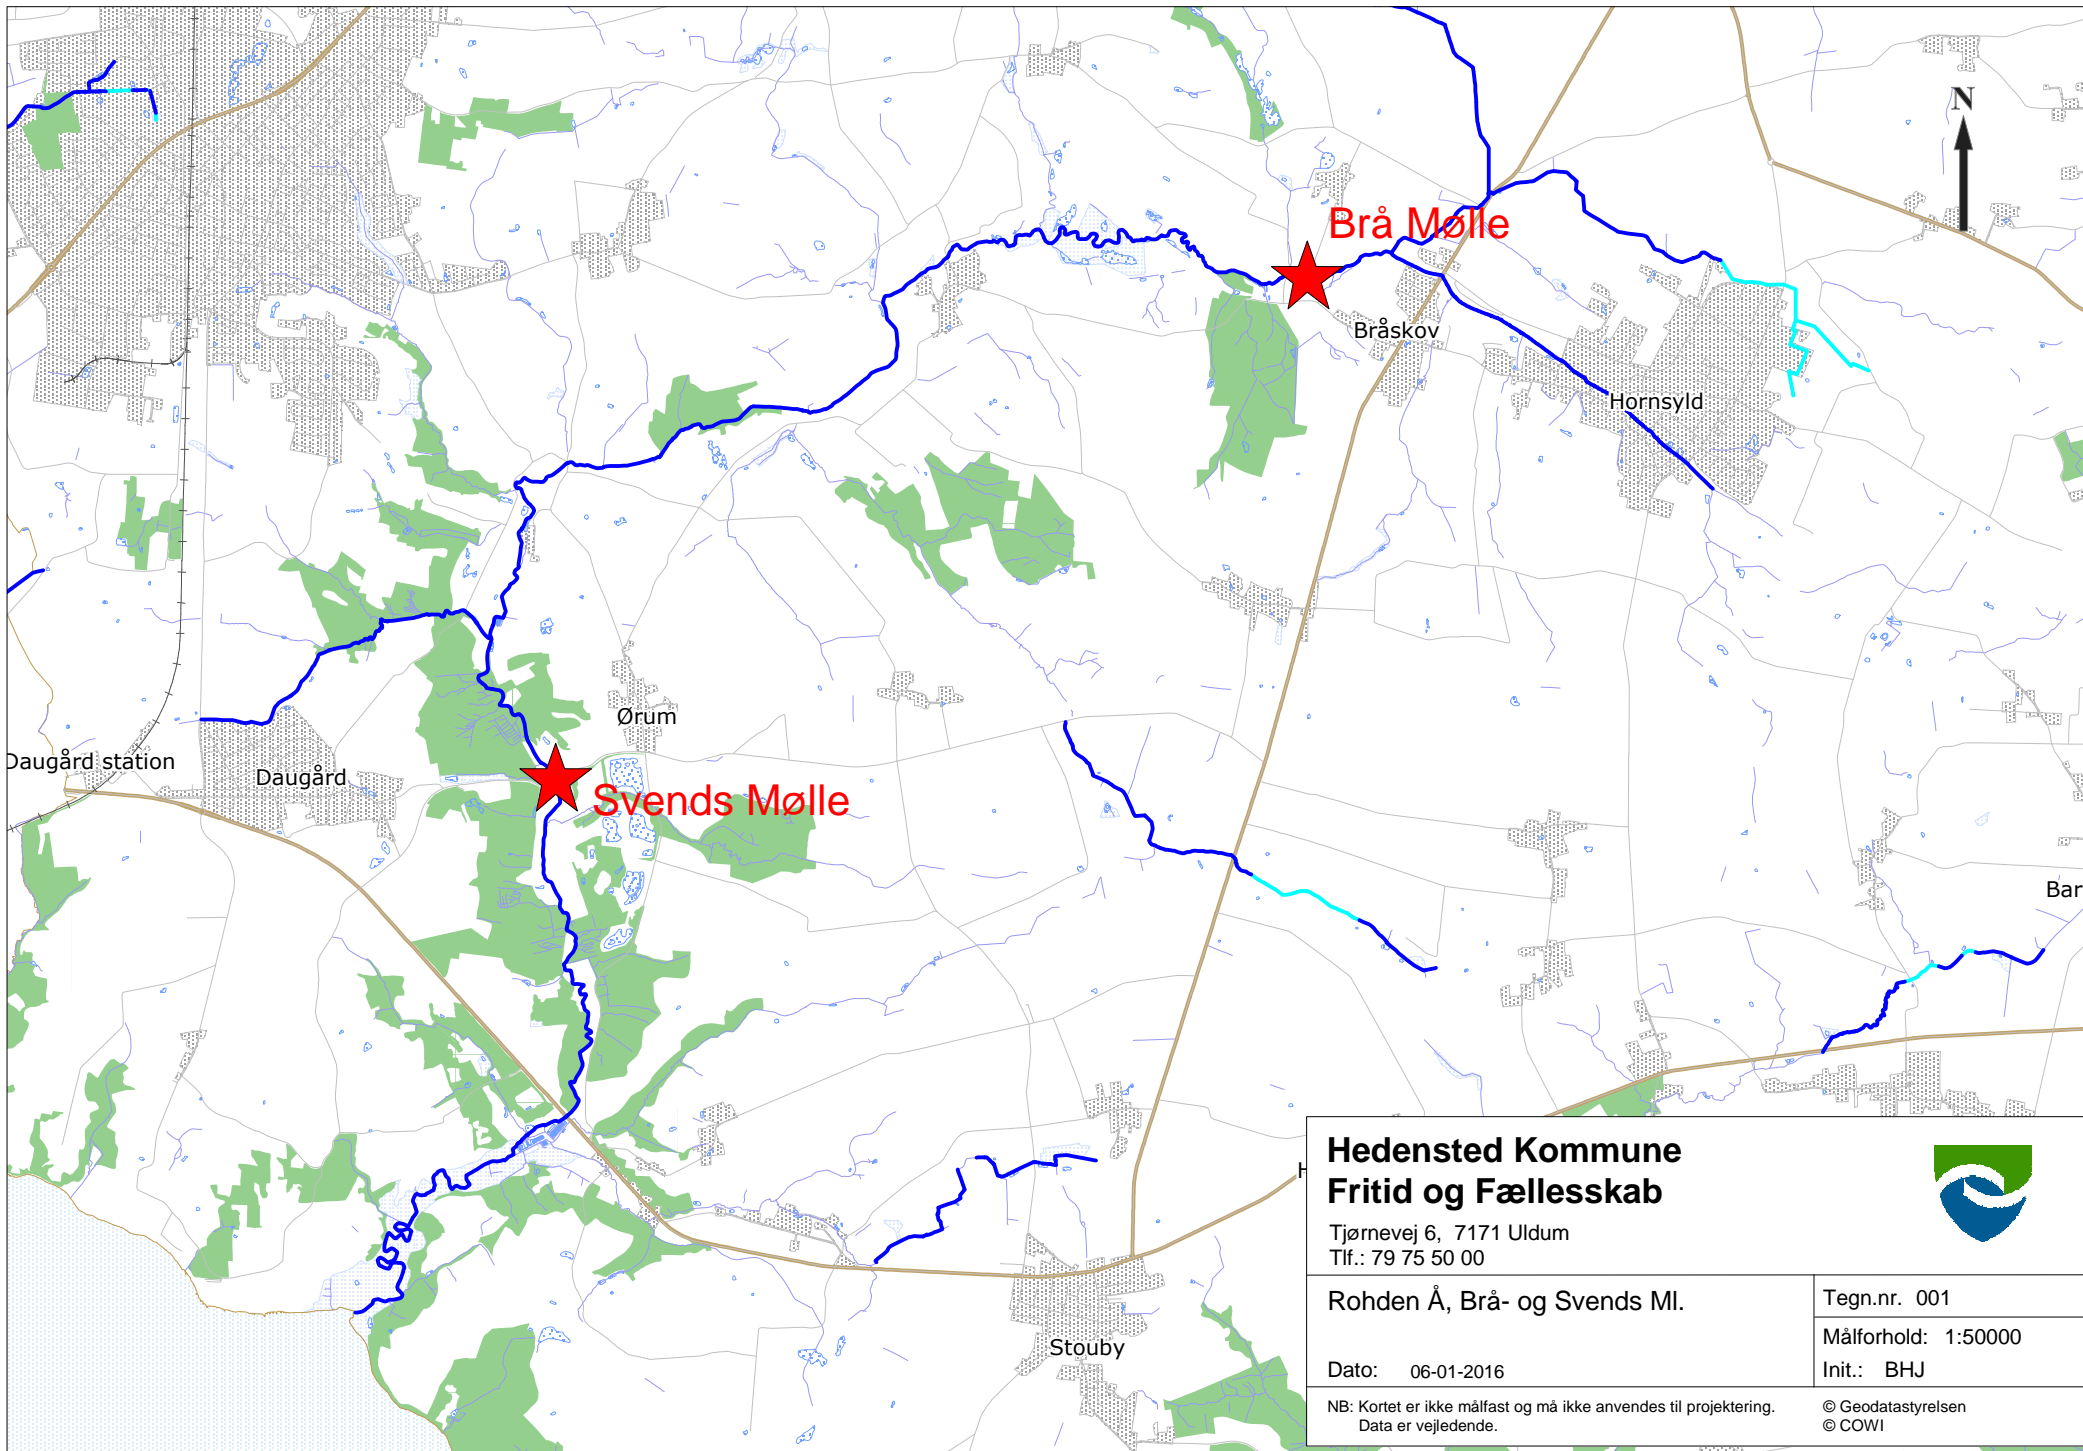 N
Brå Mølle
Bråskov
Hornsyld
Ørum
Daugård station
Daugård
Svends Mølle
Bar
H
Stouby
Hedensted Kommune
Fritid og Fællesskab
Tjørnevej 6, 7171 Uldum
Tlf.: 79 75 50 00
Rohden Å, Brå- og Svends Ml.
Dato: 06-01-2016
Tegn.nr. 001
Målforhold: 1:50000
Init.: BHJ
NB: Kortet er ikke målfast og må ikke anvendes til projektering.
Data er vejledende.
© Geodatastyrelsen
© COWI